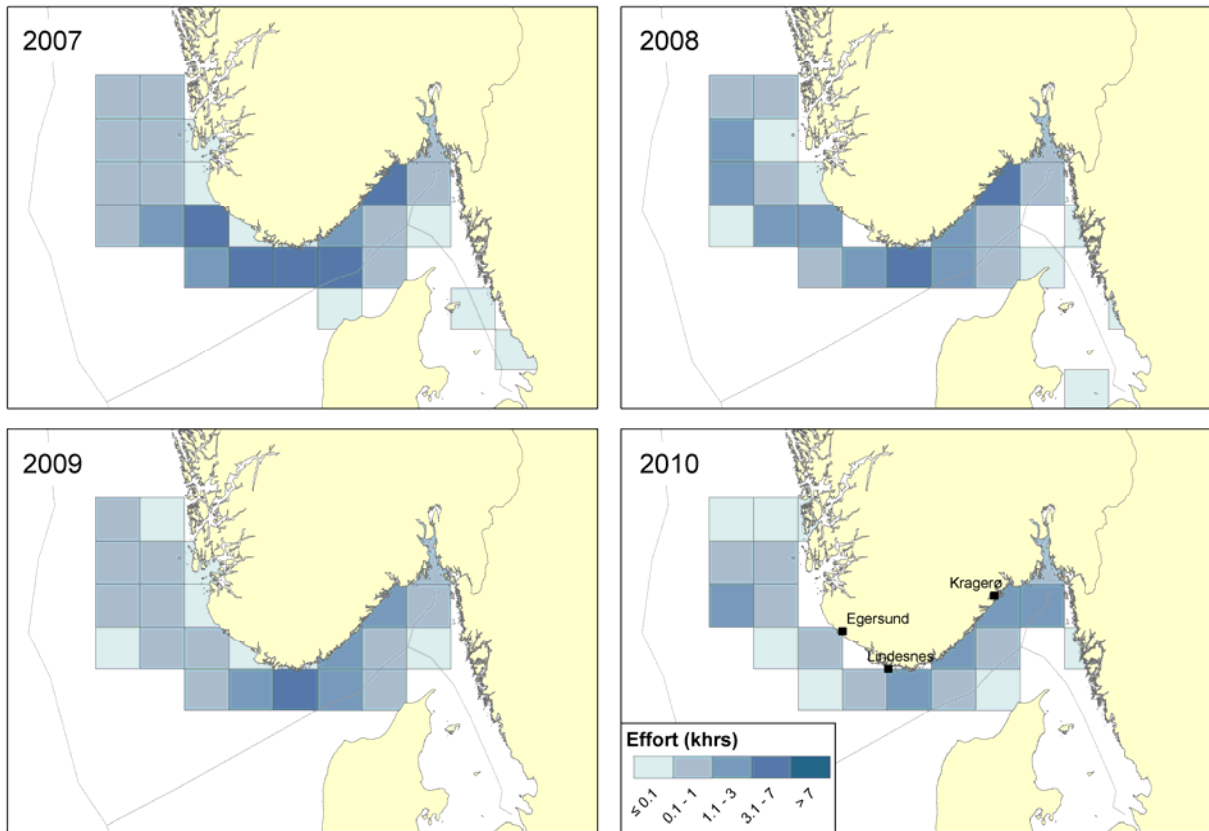 2007
2008
2009
2010
Kragerø
Egersund
Lindesnes
Effort (khrs)
≤ 0.1
0.1 - 1
1.1 - 3
3.1 - 7
> 7